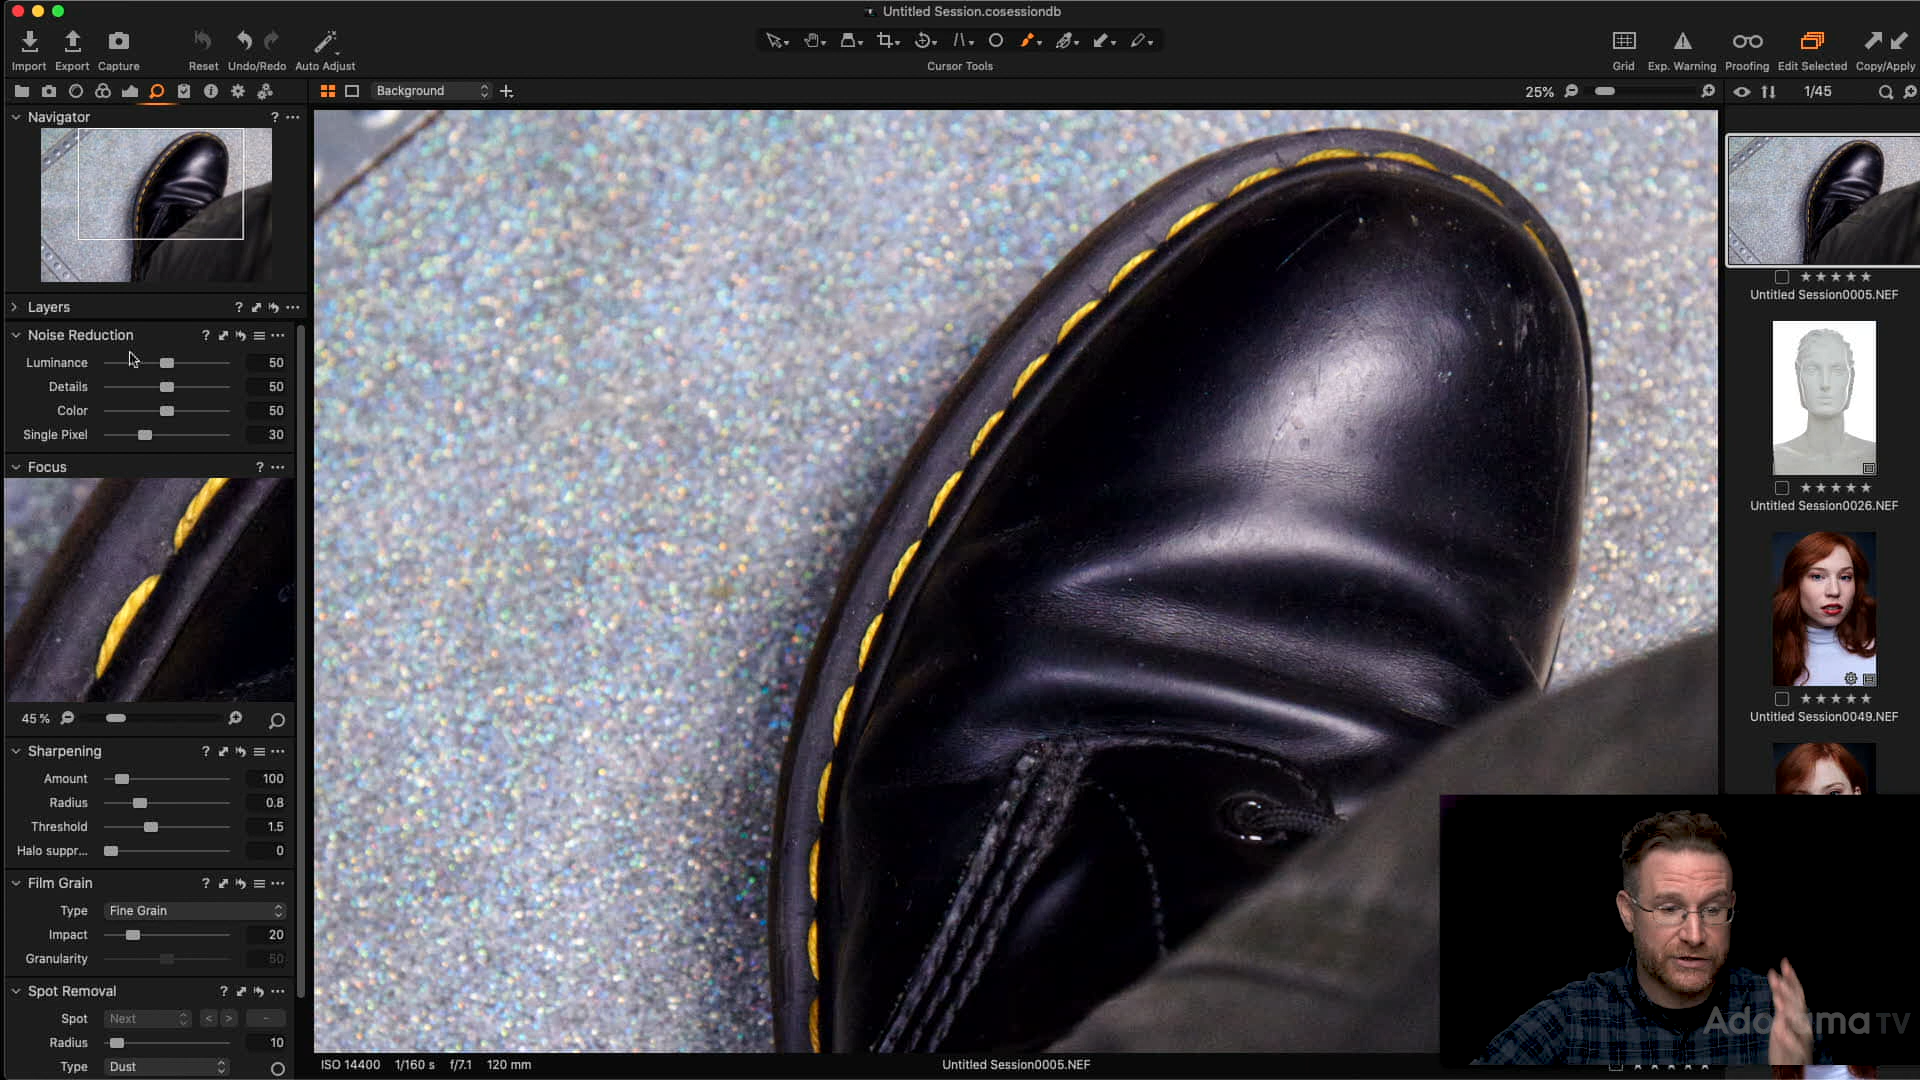 Untitled Session.cosessiondb
Import Export Capture Reset Undo/Redo Auto Adjust Cursor Tools Grid Exp. Warning Proofing Edit Selected Copy/Apply
Background 25% 1/45
Navigator ?
Layers ?
Noise Reduction ?
Luminance 50
Details 50
Color 50
Single Pixel 30
Focus ?
45%
Sharpening ?
Amount 100
Radius 0.8
Threshold 1.5
Halo suppr... 0
Film Grain ?
Type Fine Grain
Impact 20
Granularity 50
Spot Removal ?
Spot Next < > -
Radius 10
Type Dust
ISO 14400 1/160 s f/7.1 120 mm Untitled Session0005.NEF
Untitled Session0005.NEF
Untitled Session0026.NEF
Untitled Session0049.NEF
Adorama TV